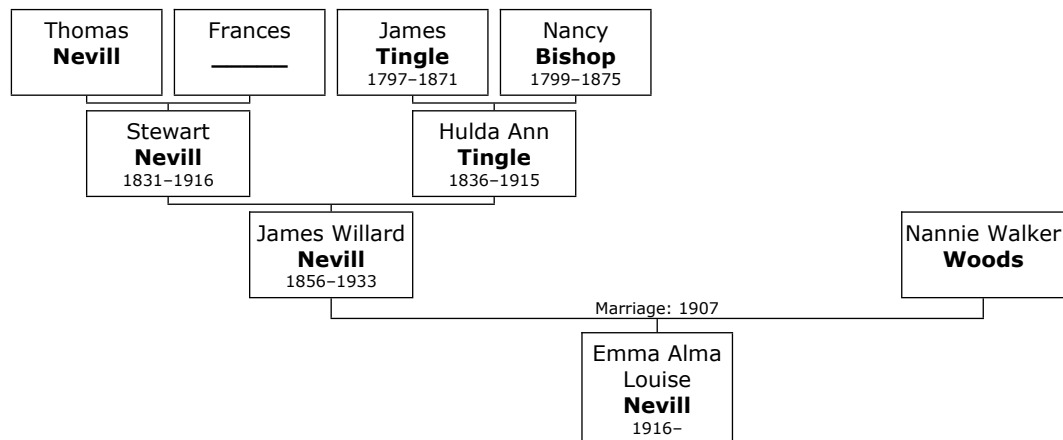 Thomas
Nevill
Frances
James
Tingle
1797–1871
Nancy
Bishop
1799–1875
Stewart
Nevill
1831–1916
Hulda Ann
Tingle
1836–1915
James Willard
Nevill
1856–1933
Nannie Walker
Woods
Marriage: 1907
Emma Alma
Louise
Nevill
1916–